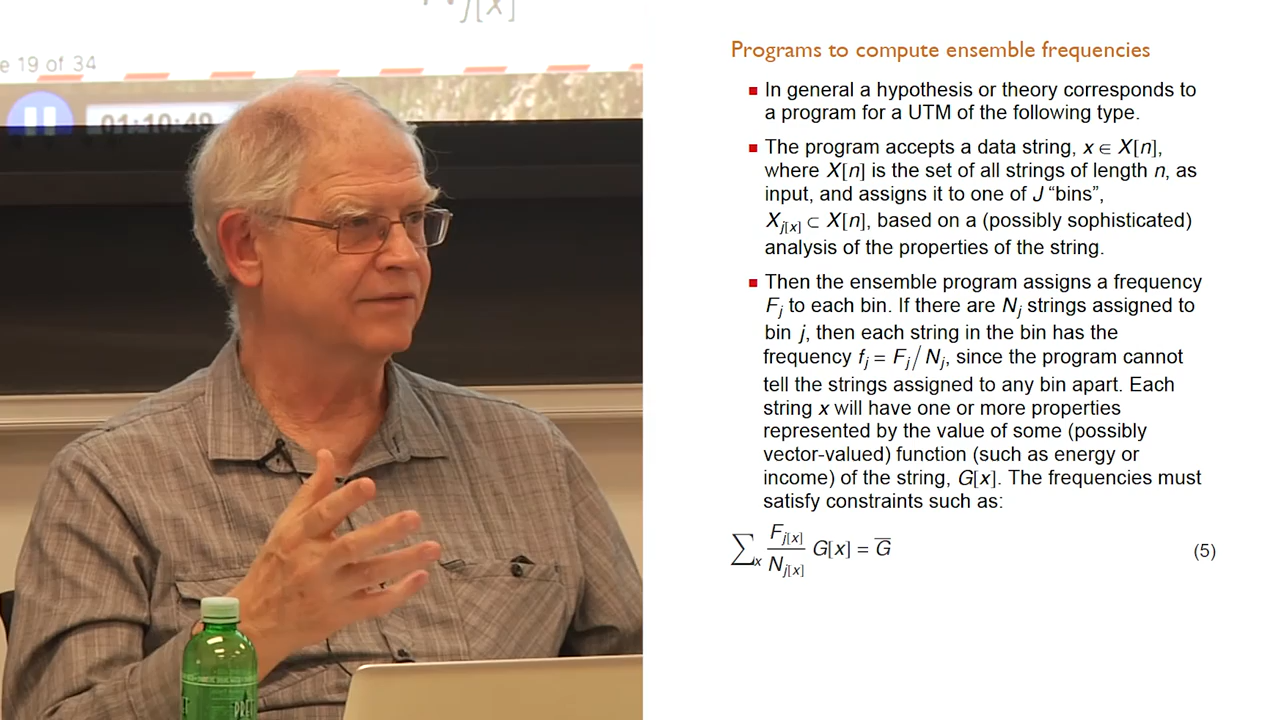 e 19 of 34
01:10:49
Programs to compute ensemble frequencies
In general a hypothesis or theory corresponds to
a program for a UTM of the following type.
The program accepts a data string, x ∈ X[n],
where X[n] is the set of all strings of length n, as
input, and assigns it to one of J “bins”,
X_{j[x]} ⊂ X[n], based on a (possibly sophisticated)
analysis of the properties of the string.
Then the ensemble program assigns a frequency
F_j to each bin. If there are N_j strings assigned to
bin j, then each string in the bin has the
frequency f_j = F_j / N_j, since the program cannot
tell the strings assigned to any bin apart. Each
string x will have one or more properties
represented by the value of some (possibly
vector-valued) function (such as energy or
income) of the string, G[x]. The frequencies must
satisfy constraints such as:
∑_x F_{j[x]} / N_{j[x]} G[x] = G̅ (5)